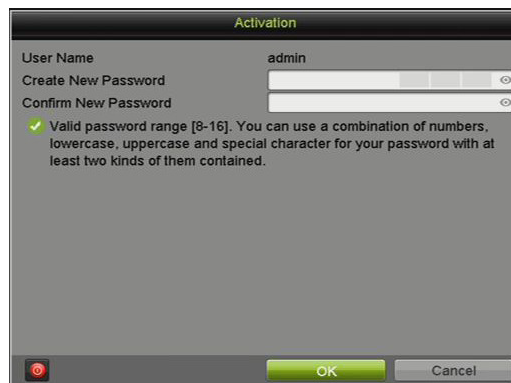 Activation
User Name admin
Create New Password
Confirm New Password
Valid password range [8-16]. You can use a combination of numbers,
lowercase, uppercase and special character for your password with at
least two kinds of them contained.
OK Cancel